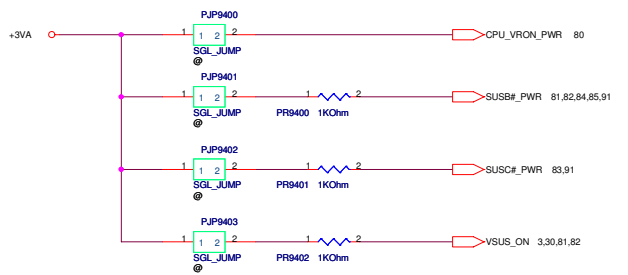 PJP9400
+3VA 1 1 2 2 CPU_VRON_PWR 80
SGL_JUMP
@
PJP9401
1 1 2 2 1 2 SUSB#_PWR 81,82,84,85,91
SGL_JUMP PR9400 1KOhm
@
PJP9402
1 1 2 2 1 2 SUSC#_PWR 83,91
SGL_JUMP PR9401 1KOhm
@
PJP9403
1 1 2 2 1 2 VSUS_ON 3,30,81,82
SGL_JUMP PR9402 1KOhm
@